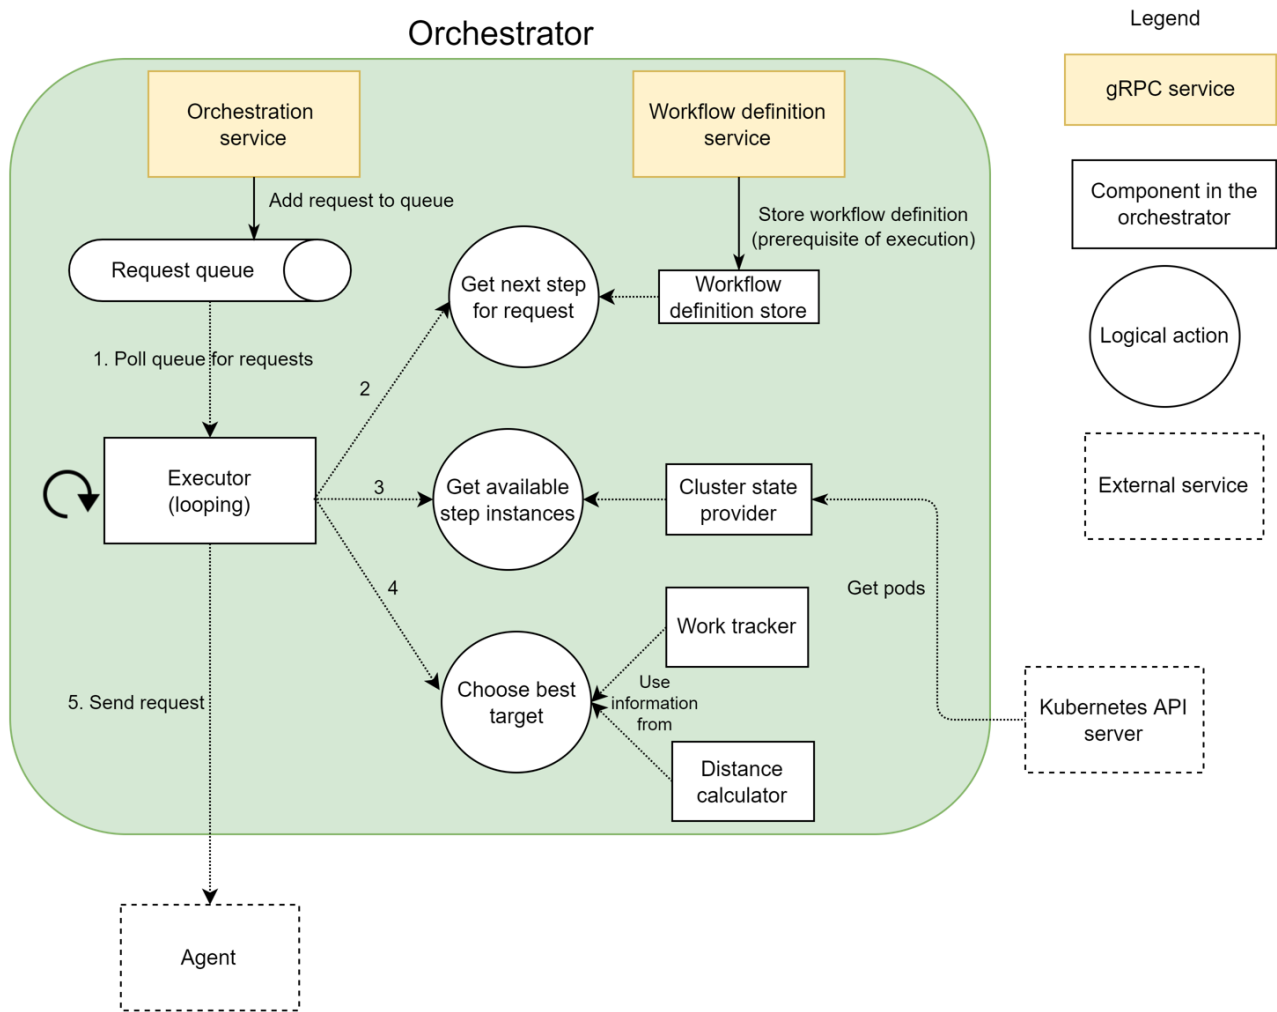 Orchestrator
Legend
Orchestration
service
Workflow definition
service
gRPC service
Add request to queue
Store workflow definition
(prerequisite of execution)
Component in the
orchestrator
Request queue
Get next step
for request
Workflow
definition store
Logical action
1. Poll queue for requests
2
Executor
(looping)
3
Get available
step instances
Cluster state
provider
External service
4
Get pods
Work tracker
5. Send request
Choose best
target
Use
information
from
Kubernetes API
server
Distance
calculator
Agent